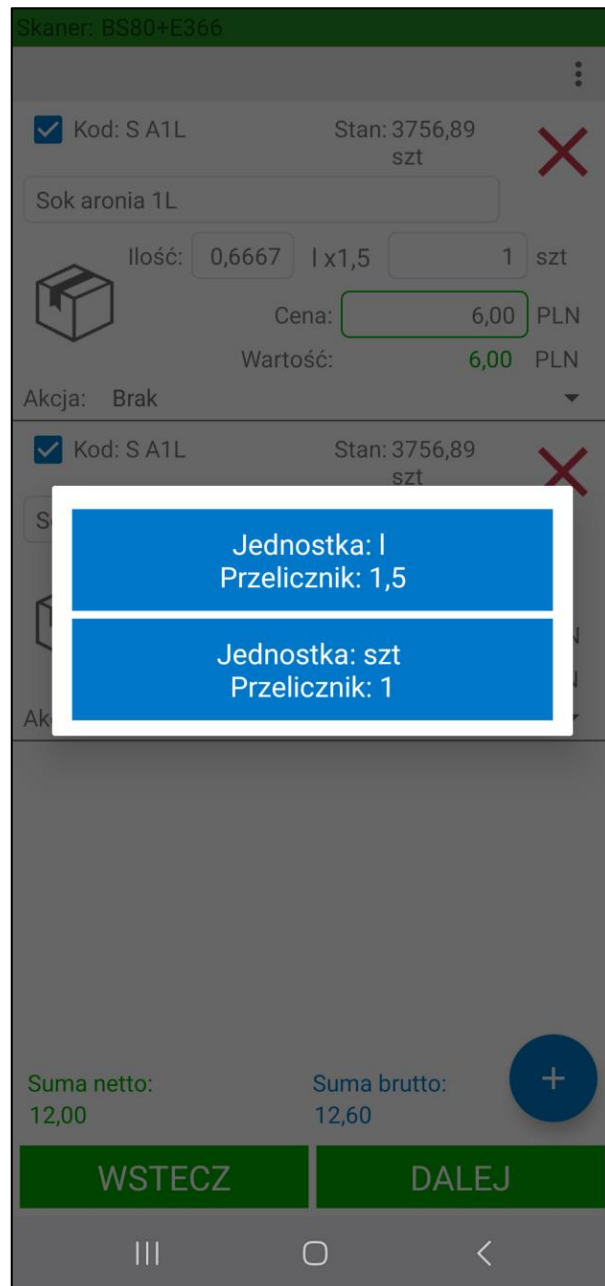 Skaner: BS80+E366
Kod: S A1L Stan: 3756,89
szt
Sok aronia 1L
Ilość: 0,6667 l x1,5 1 szt
Cena: 6,00 PLN
Wartość: 6,00 PLN
Akcja: Brak
Kod: S A1L Stan: 3756,89
szt
Jednostka: l
Przelicznik: 1,5
Jednostka: szt
Przelicznik: 1
Suma netto: Suma brutto:
12,00 12,60
+
WSTECZ DALEJ